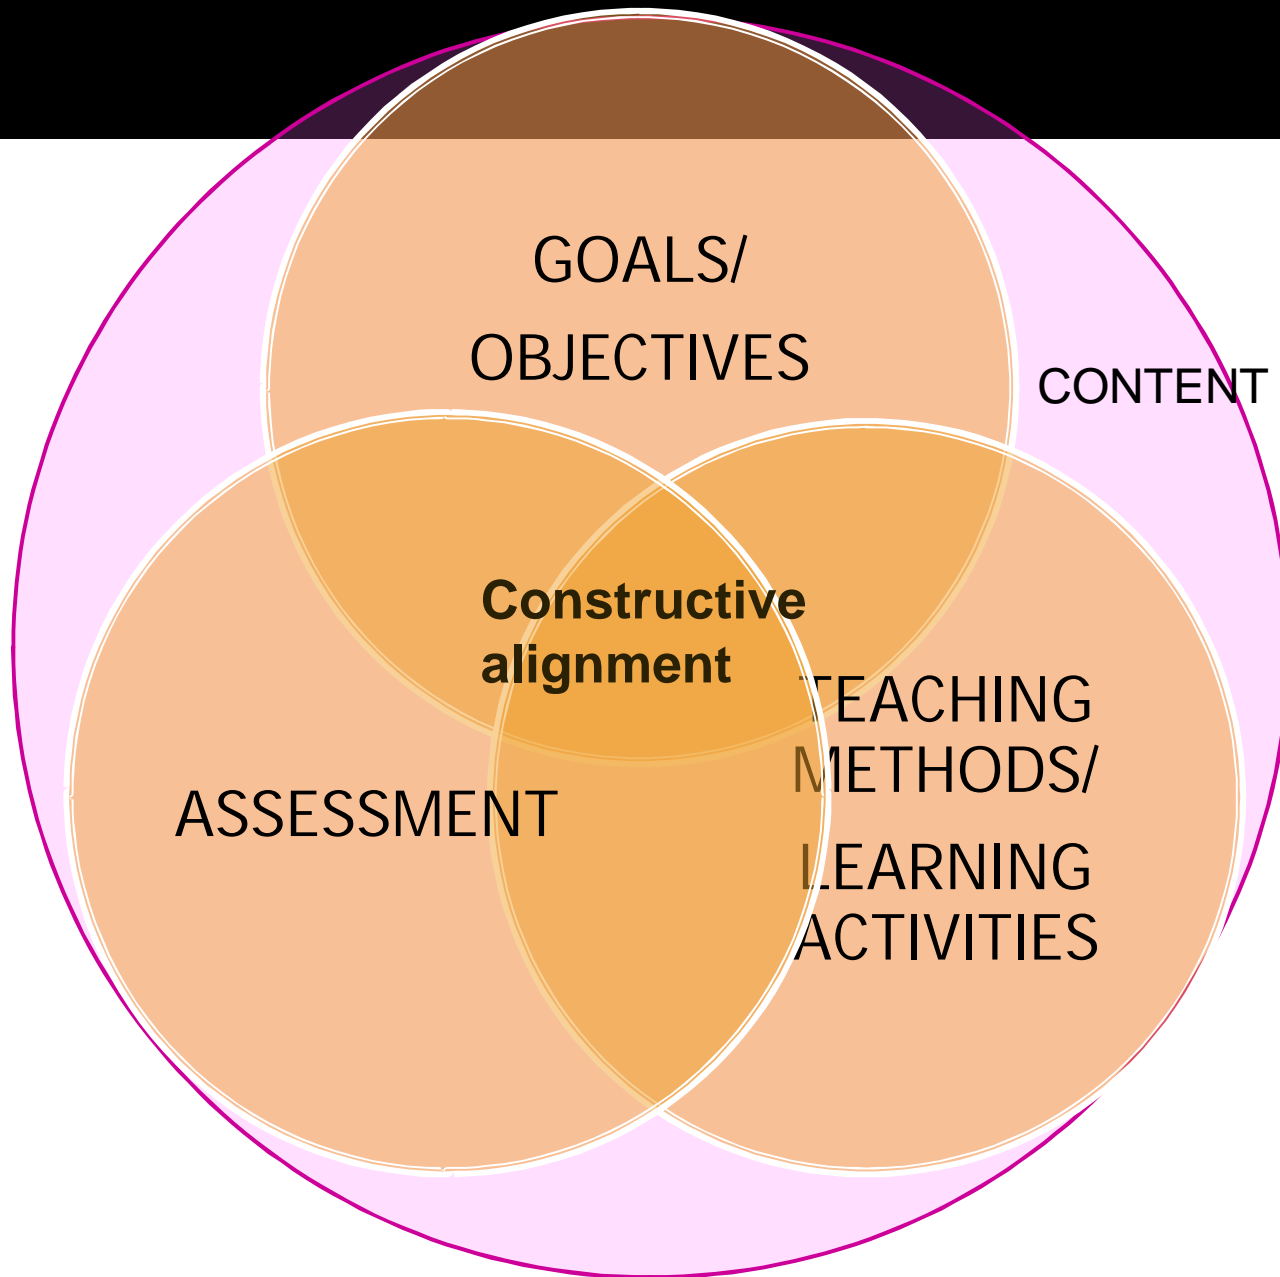 GOALS/
OBJECTIVES
CONTENT
Constructive
alignment
TEACHING
METHODS/
ASSESSMENT
LEARNING
ACTIVITIES